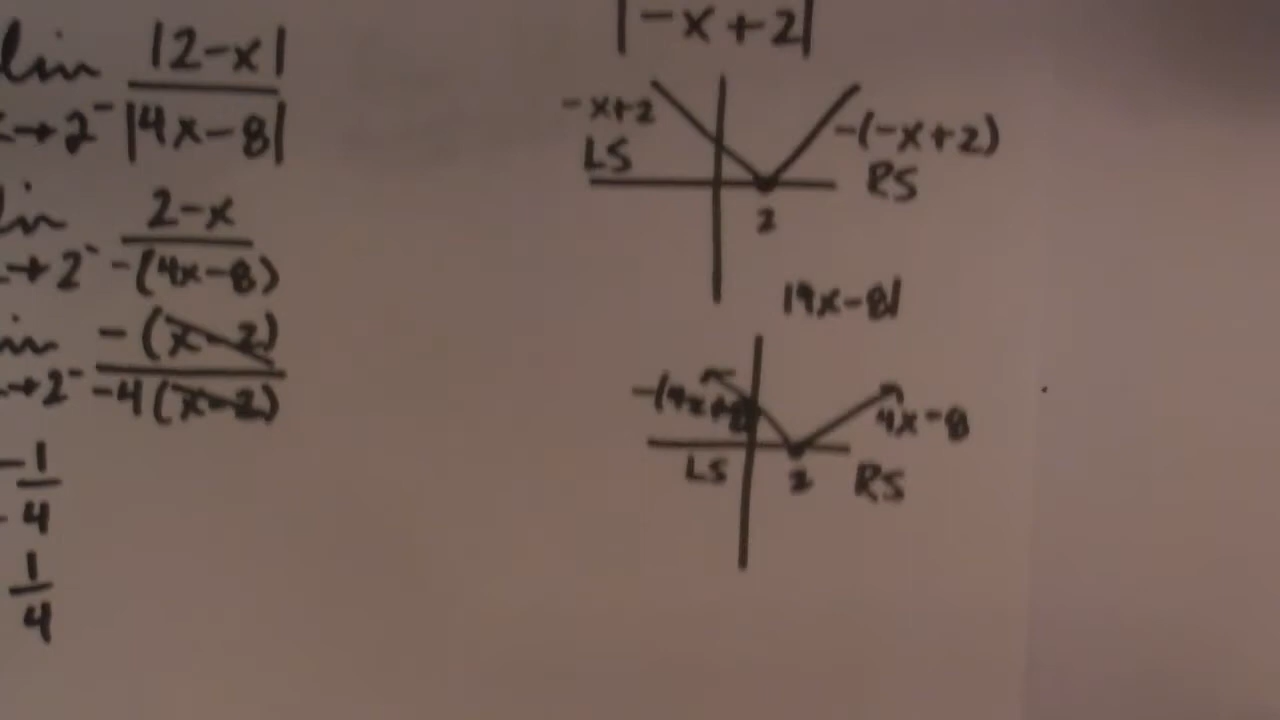 lim |2-x|
x→2⁻ |4x-8|
lim 2-x
x→2⁻ -(4x-8)
lim -(x-2)
x→2⁻ -4(x-2)
-1
-4
1
4
|-x+2|
-x+2
LS
-(-x+2)
RS
2
|4x-8|
4x-8
LS
2
RS